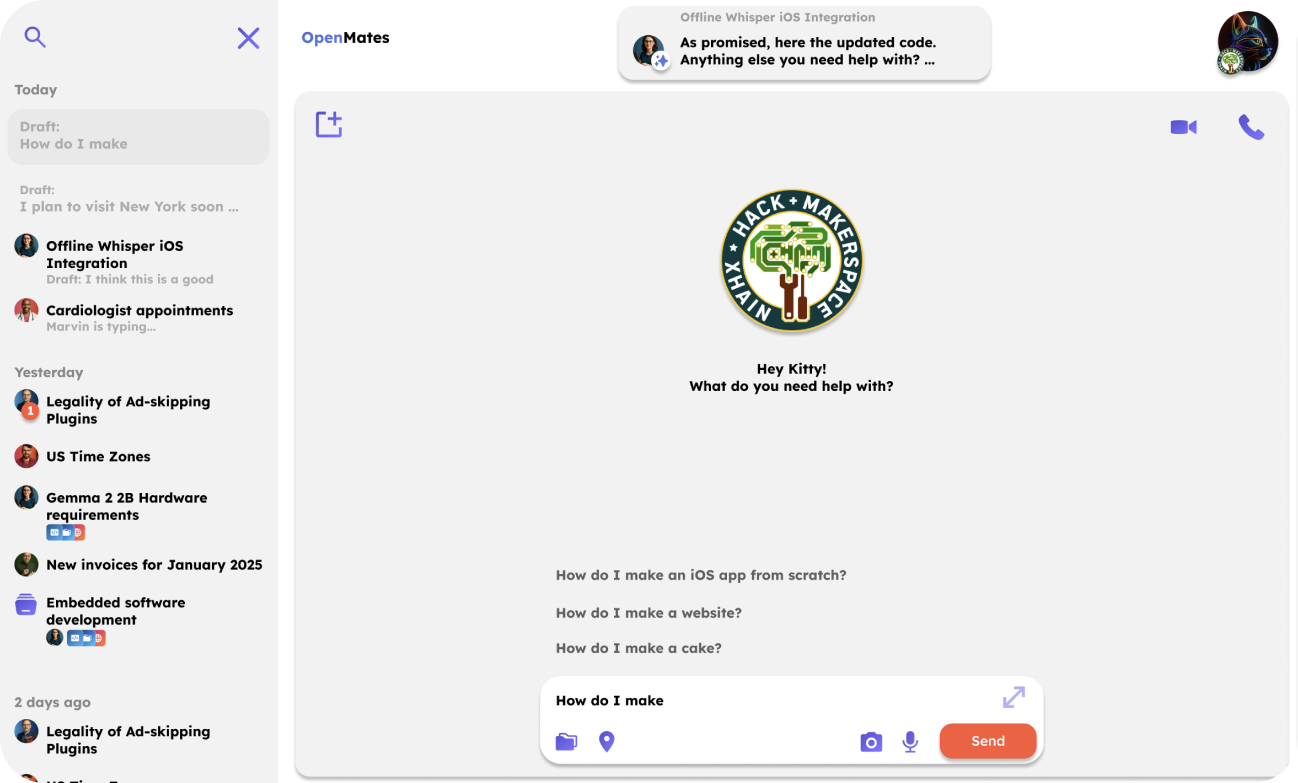 Today
Draft:
How do I make
Draft:
I plan to visit New York soon ...
Offline Whisper iOS
Integration
Draft: I think this is a good
Cardiologist appointments
Marvin is typing...
Yesterday
1
Legality of Ad-skipping
Plugins
US Time Zones
Gemma 2 2B Hardware
requirements
New invoices for January 2025
Embedded software
development
2 days ago
Legality of Ad-skipping
Plugins
OpenMates
Offline Whisper iOS Integration
As promised, here the updated code.
Anything else you need help with? ...
XHAIN HACK+MAKERSPACE
Hey Kitty!
What do you need help with?
How do I make an iOS app from scratch?
How do I make a website?
How do I make a cake?
How do I make
Send